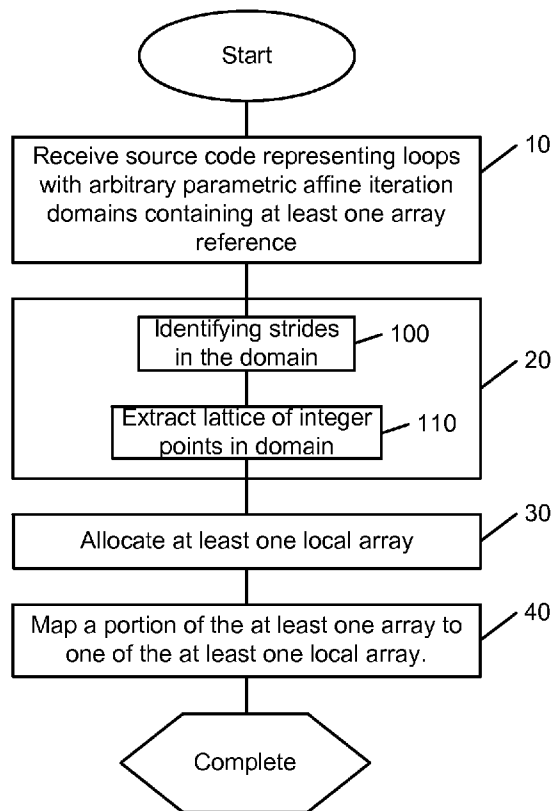 Start
10
Receive source code representing loops
with arbitrary parametric affine iteration
domains containing at least one array
reference
Identifying strides
in the domain
100
20
Extract lattice of integer
points in domain
110
30
Allocate at least one local array
40
Map a portion of the at least one array to
one of the at least one local array.
Complete